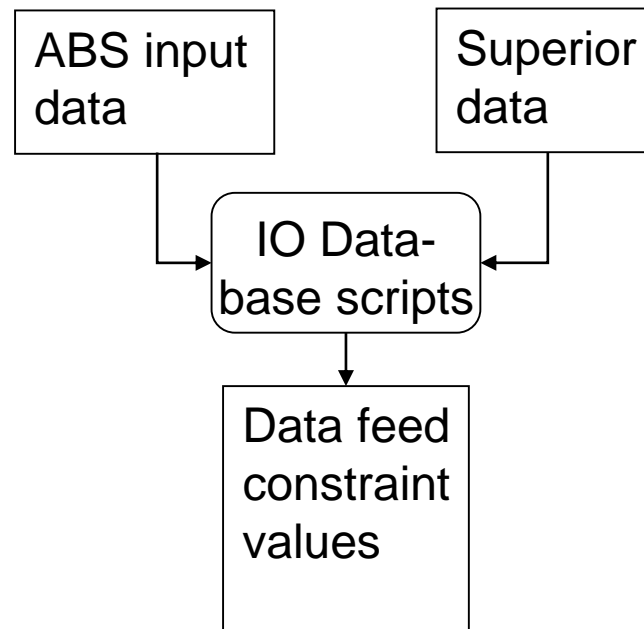 ABS input
data
Superior
data
IO Data-
base scripts
Data feed
constraint
values